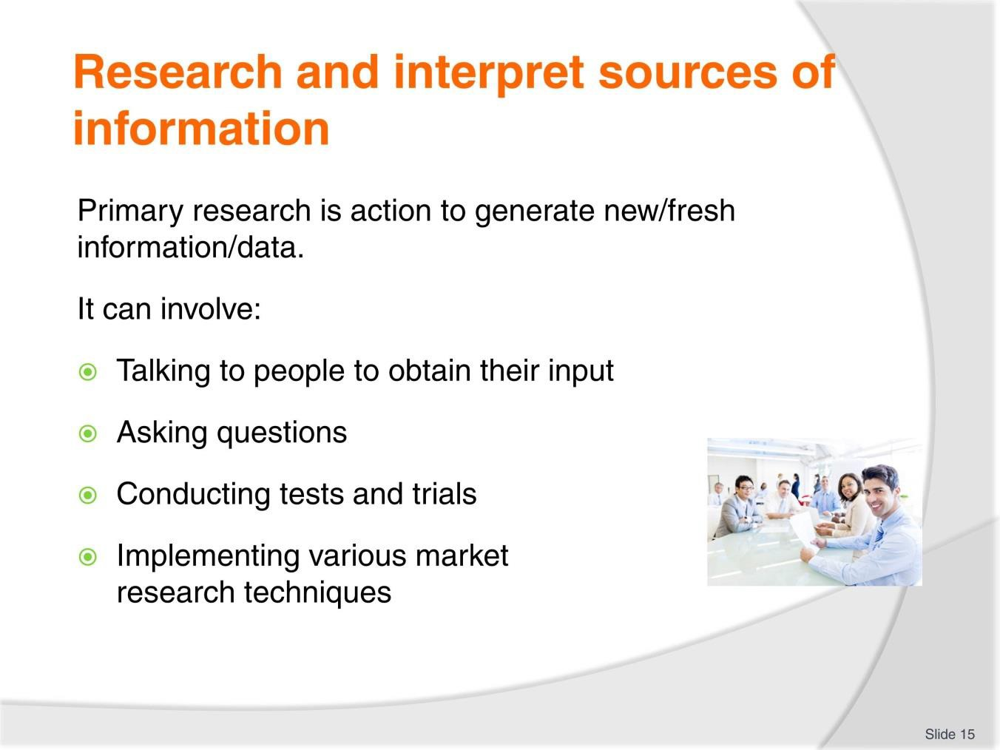 Research and interpret sources of
information
Primary research is action to generate new/fresh
information/data.
It can involve:
Talking to people to obtain their input
Asking questions
Conducting tests and trials
Implementing various market
research techniques
Slide 15